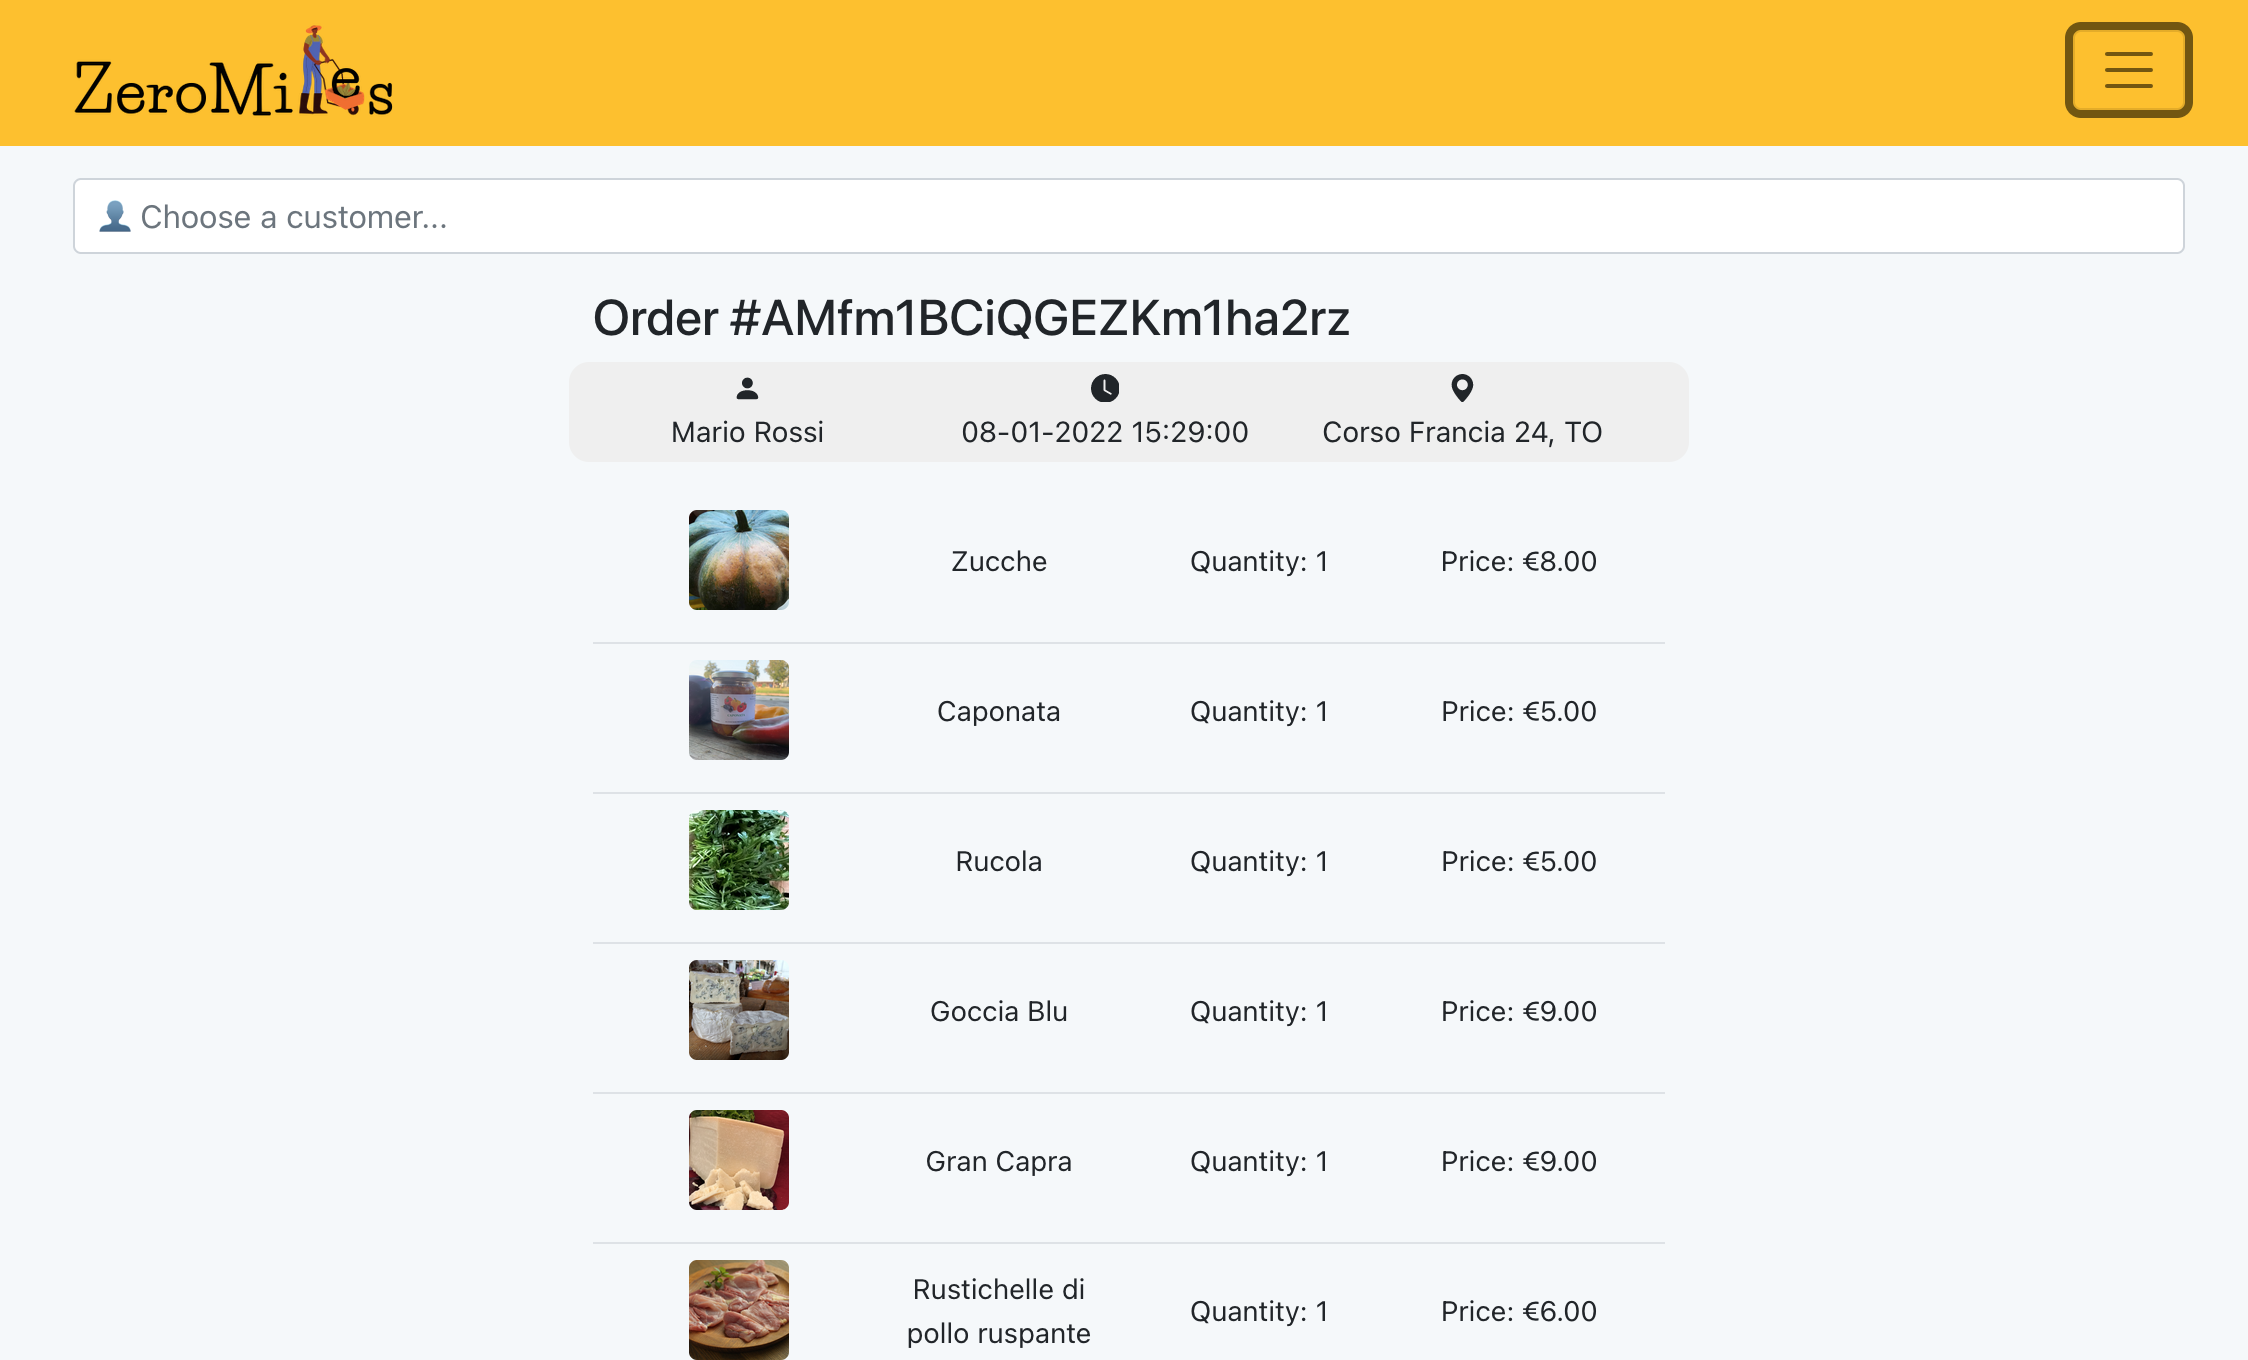 ZeroMiles
👤 Choose a customer...
Order #AMfm1BCiQGEZKm1ha2rz
Mario Rossi
08-01-2022 15:29:00
Corso Francia 24, TO
Zucche
Quantity: 1
Price: €8.00
Caponata
Quantity: 1
Price: €5.00
Rucola
Quantity: 1
Price: €5.00
Goccia Blu
Quantity: 1
Price: €9.00
Gran Capra
Quantity: 1
Price: €9.00
Rustichelle di
pollo ruspante
Quantity: 1
Price: €6.00